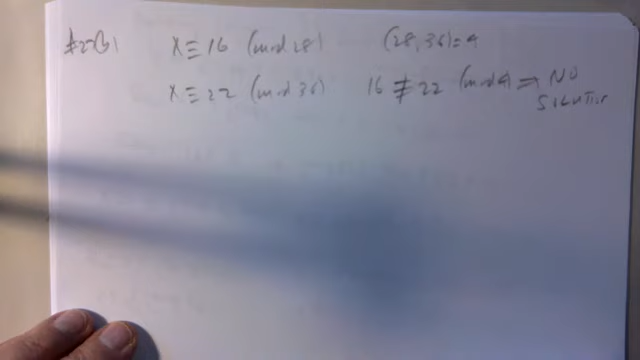 #2-(b) x ≡ 16 (mod 28) (28,36)=4
x ≡ 22 (mod 36) 16 ≢ 22 (mod 4) ⇒ NO
SOLUTION